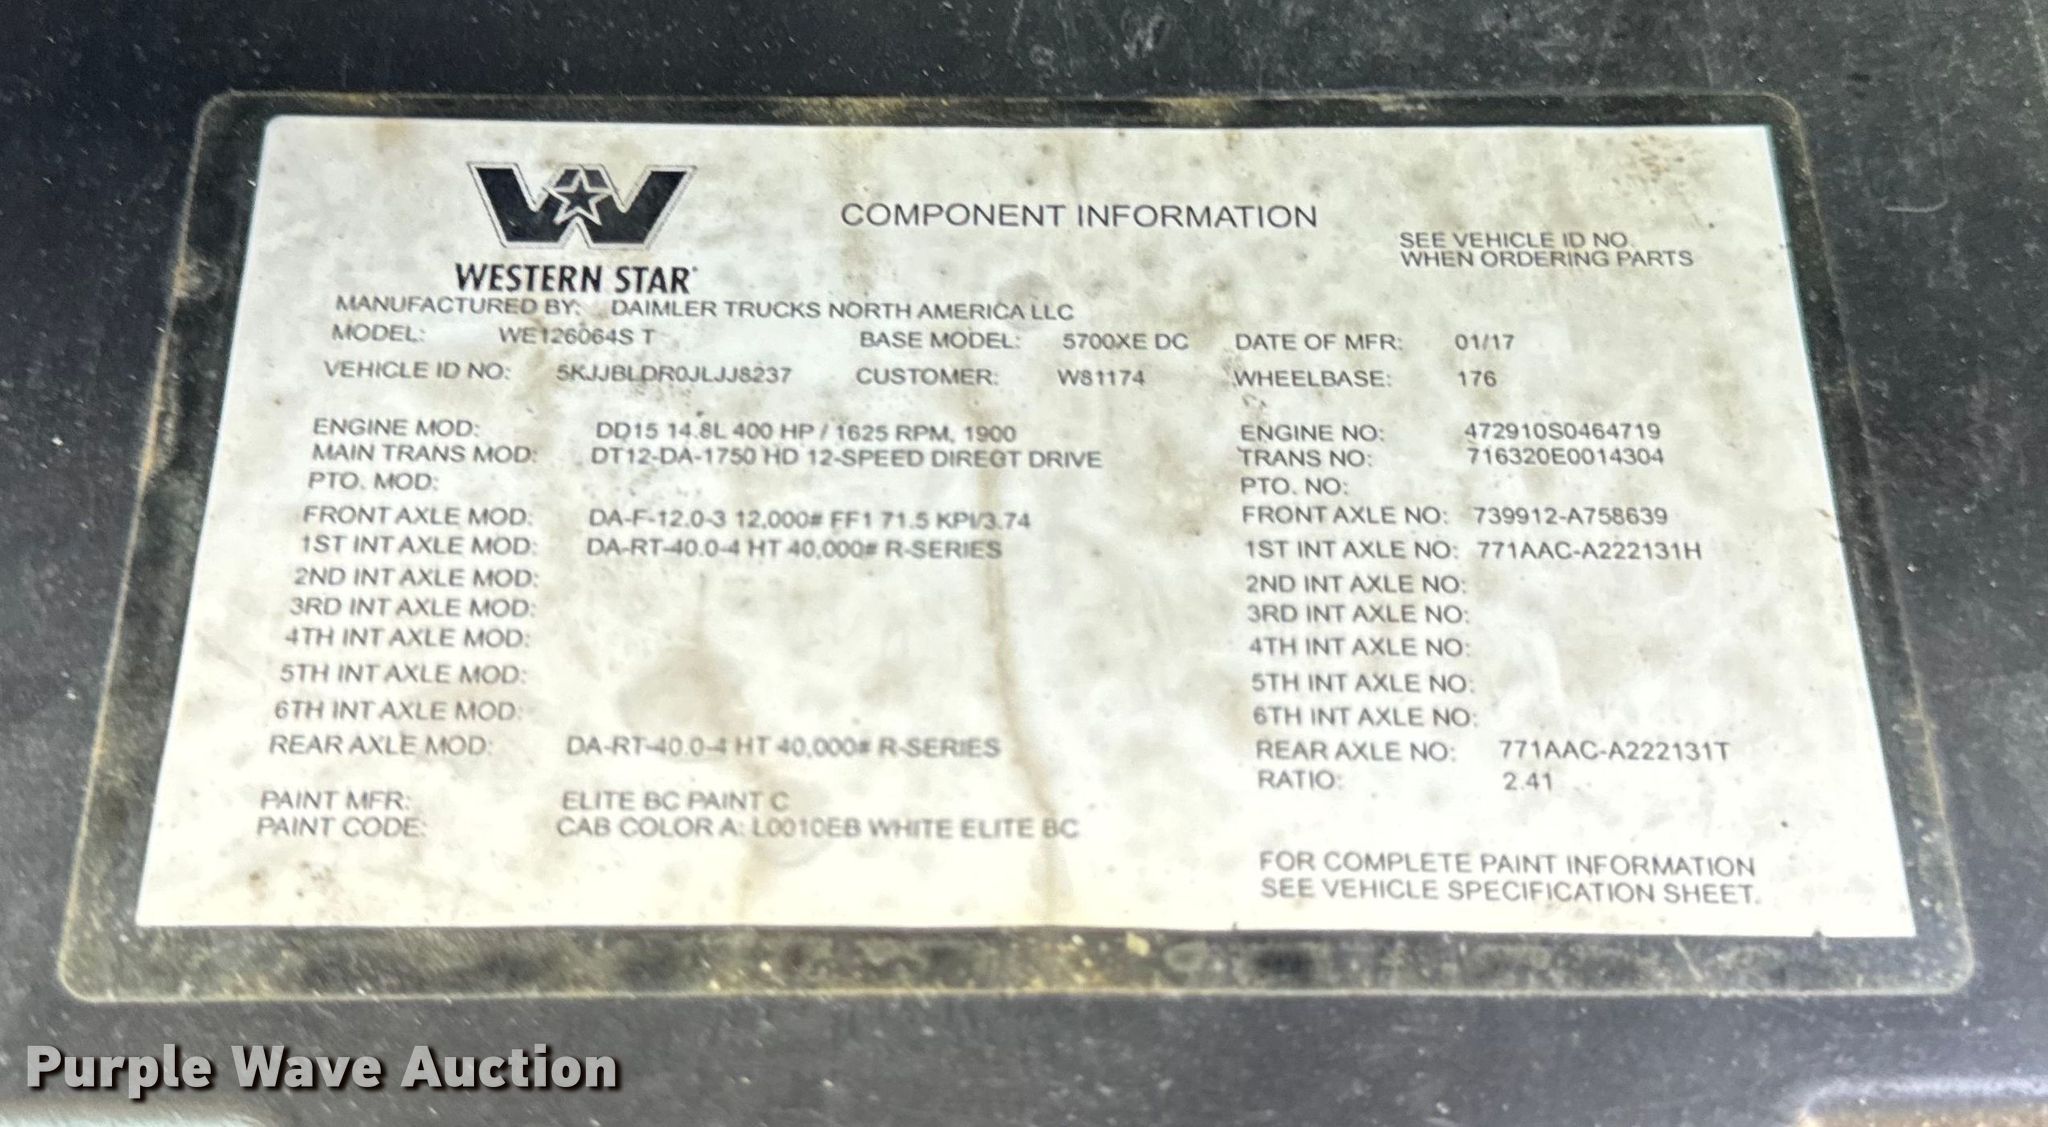 COMPONENT INFORMATION
SEE VEHICLE ID NO.
WHEN ORDERING PARTS
WESTERN STAR
MANUFACTURED BY: DAIMLER TRUCKS NORTH AMERICA LLC
MODEL: WE126064S T BASE MODEL: 5700XE DC DATE OF MFR: 01/17
VEHICLE ID NO: 5KJJBLDR0JLJJ8237 CUSTOMER: W81174 WHEELBASE: 176
ENGINE MOD: DD15 14.8L 400 HP / 1625 RPM, 1900 ENGINE NO: 472910S0464719
MAIN TRANS MOD: DT12-DA-1750 HD 12-SPEED DIRECT DRIVE TRANS NO: 716320E0014304
PTO. MOD: PTO. NO:
FRONT AXLE MOD: DA-F-12.0-3 12,000# FF1 71.5 KPI/3.74 FRONT AXLE NO: 739912-A758639
1ST INT AXLE MOD: DA-RT-40.0-4 HT 40,000# R-SERIES 1ST INT AXLE NO: 771AAC-A222131H
2ND INT AXLE MOD: 2ND INT AXLE NO:
3RD INT AXLE MOD: 3RD INT AXLE NO:
4TH INT AXLE MOD: 4TH INT AXLE NO:
5TH INT AXLE MOD: 5TH INT AXLE NO:
6TH INT AXLE MOD: 6TH INT AXLE NO:
REAR AXLE MOD: DA-RT-40.0-4 HT 40,000# R-SERIES REAR AXLE NO: 771AAC-A222131T
RATIO: 2.41
PAINT MFR: ELITE BC PAINT C
PAINT CODE: CAB COLOR A: L0010EB WHITE ELITE BC
FOR COMPLETE PAINT INFORMATION
SEE VEHICLE SPECIFICATION SHEET.
Purple Wave Auction